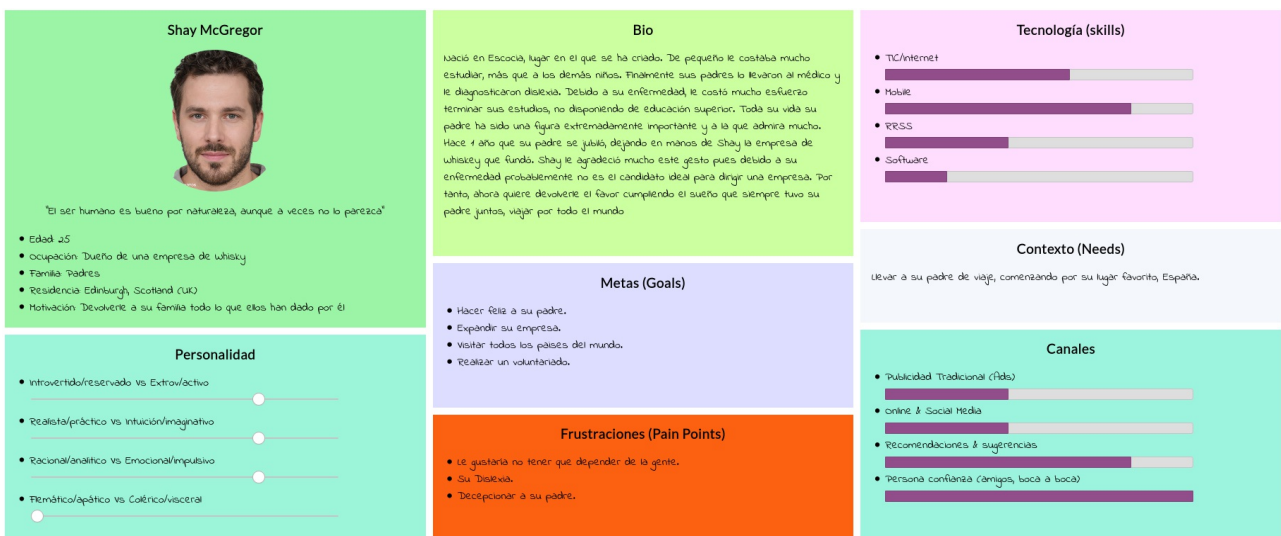 Shay McGregor
"El ser humano es bueno por naturaleza, aunque a veces no lo parezca"
Edad: 25
Ocupación: Dueño de una empresa de whisky
Familia: Padres
Residencia: Edinburgh, Scotland (UK)
Motivación: Devolverle a su familia todo lo que ellos han dado por él
Personalidad
Introvertido/reservado Vs Extrov/activo
Realista/práctico Vs Intuición/imaginativo
Racional/analítico Vs Emocional/impulsivo
Flemático/apático Vs Colérico/visceral
Bio
Nació en Escocia, lugar en el que se ha criado. De pequeño le costaba mucho
estudiar, más que a los demás niños. Finalmente sus padres lo llevaron al médico y
le diagnosticaron dislexia. Debido a su enfermedad, le costó mucho esfuerzo
terminar sus estudios, no disponiendo de educación superior. Toda su vida su
padre ha sido una figura extremadamente importante y a la que admira mucho.
Hace 1 año que su padre se jubiló, dejando en manos de Shay la empresa de
whiskey que fundó. Shay le agradeció mucho este gesto pues debido a su
enfermedad probablemente no es el candidato ideal para dirigir una empresa. Por
tanto, ahora quiere devolverle el favor cumpliendo el sueño que siempre tuvo su
padre juntos, viajar por todo el mundo
Metas (Goals)
Hacer feliz a su padre.
Expandir su empresa.
Visitar todos los países del mundo.
Realizar un voluntariado.
Frustraciones (Pain Points)
Le gustaría no tener que depender de la gente.
Su Dislexia.
Decepcionar a su padre.
Tecnología (skills)
TIC/Internet
Mobile
RRSS
Software
Contexto (Needs)
Llevar a su padre de viaje, comenzando por su lugar favorito, España.
Canales
Publicidad Tradicional (Ads)
Online & Social Media
Recomendaciones & sugerencias
Persona confianza (amigos, boca a boca)